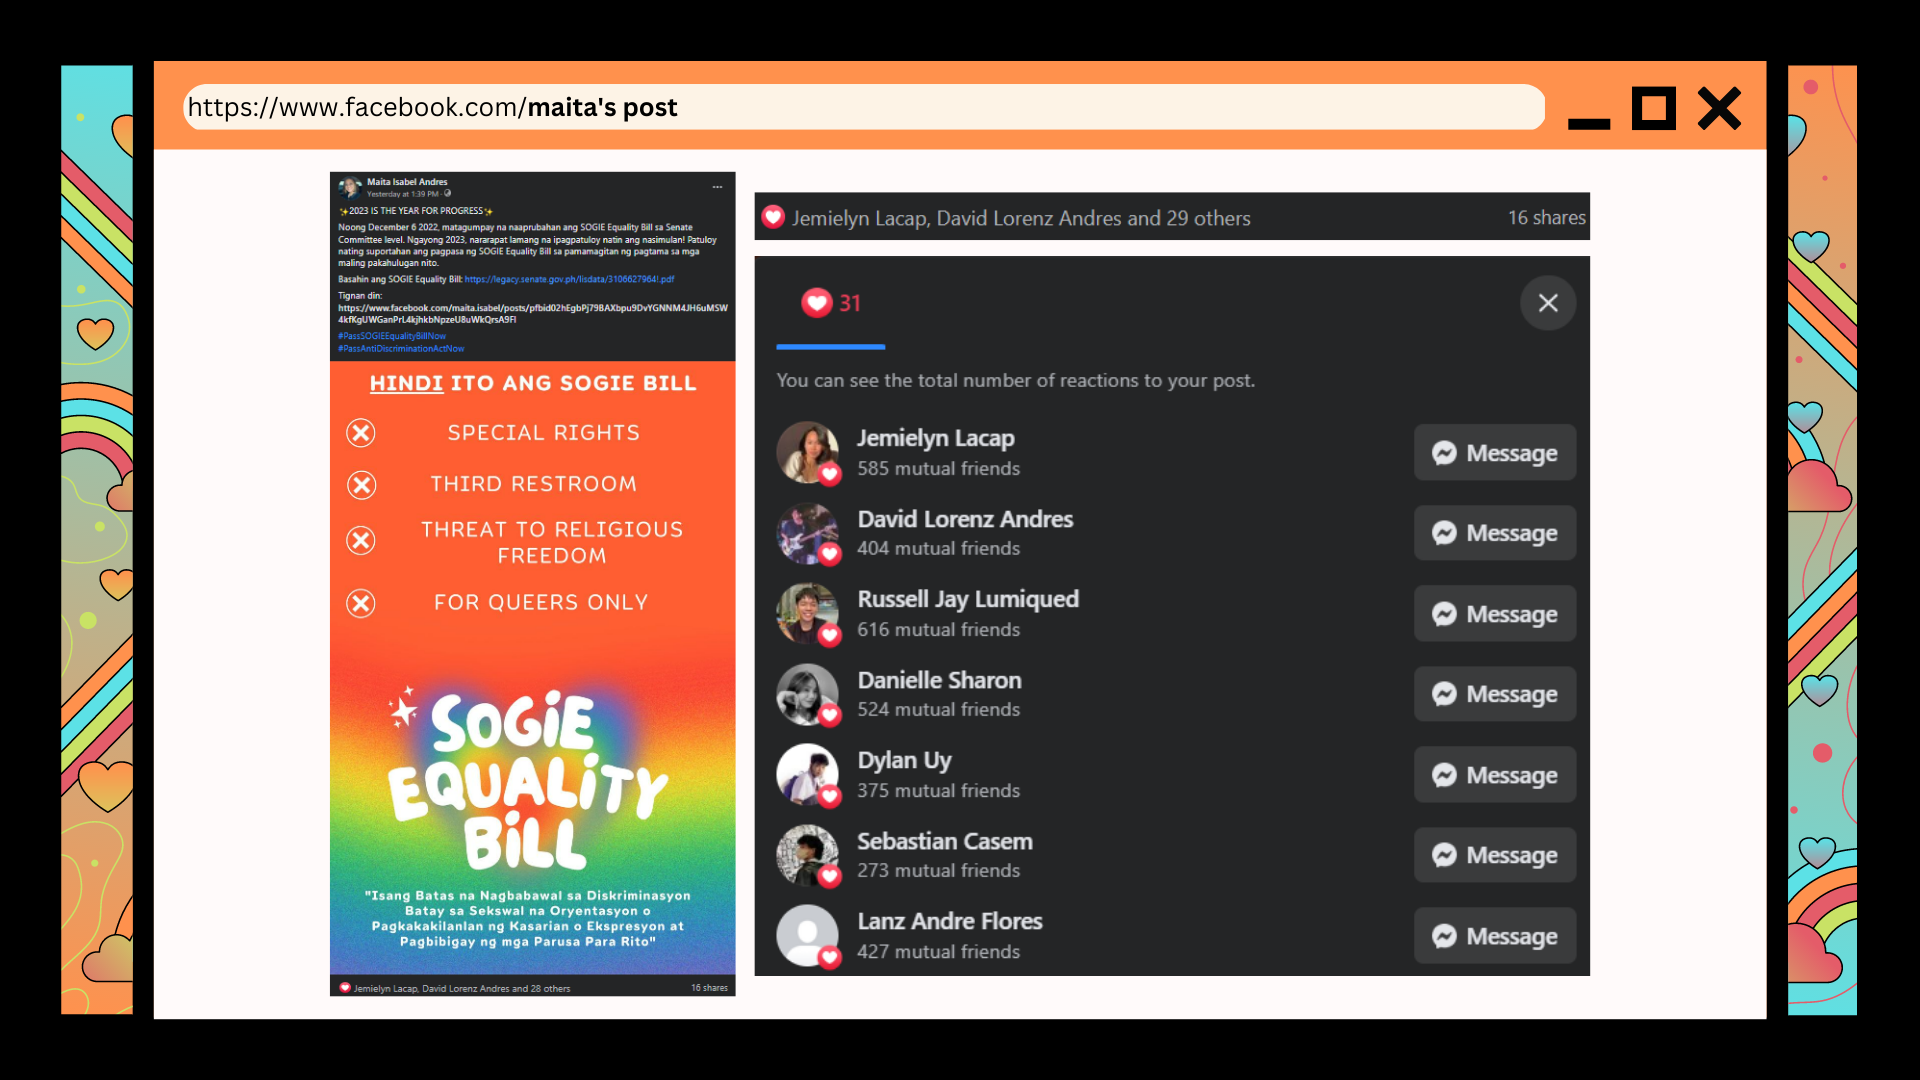 https://www.facebook.com/maita's post
Maita Isabel Andres
Yesterday at 1:39 PM ·
✨2023 IS THE YEAR FOR PROGRESS✨
Noong December 6 2022, matagumpay na naaprubahan ang SOGIE Equality Bill sa Senate
Committee level. Ngayong 2023, nararapat lamang na ipagpatuloy natin ang nasimulan! Patuloy
nating suportahan ang pagpasa ng SOGIE Equality Bill sa pamamagitan ng pagtama sa mga
maling pakahulugan nito.
Basahin ang SOGIE Equality Bill: https://legacy.senate.gov.ph/lisdata/3106627964!.pdf
Tignan din:
https://www.facebook.com/maita.isabel/posts/pfbid02hEgbPj79BAXbpu9DvYGNNM4JH6uMSW
4kfKgUWGanPrL4kjhkbNpzeU8uWkQrsA9Fl
#PassSOGIEEqualityBillNow
#PassAntiDiscriminationActNow
HINDI ITO ANG SOGIE BILL
SPECIAL RIGHTS
THIRD RESTROOM
THREAT TO RELIGIOUS
FREEDOM
FOR QUEERS ONLY
SOGiE
EQUALiTY
BiLL
"Isang Batas na Nagbabawal sa Diskriminasyon
Batay sa Sekswal na Oryentasyon o
Pagkakakilanlan ng Kasarian o Ekspresyon at
Pagbibigay ng mga Parusa Para Rito"
Jemielyn Lacap, David Lorenz Andres and 28 others 16 shares
Jemielyn Lacap, David Lorenz Andres and 29 others 16 shares
31
You can see the total number of reactions to your post.
Jemielyn Lacap
585 mutual friends
Message
David Lorenz Andres
404 mutual friends
Message
Russell Jay Lumiqued
616 mutual friends
Message
Danielle Sharon
524 mutual friends
Message
Dylan Uy
375 mutual friends
Message
Sebastian Casem
273 mutual friends
Message
Lanz Andre Flores
427 mutual friends
Message